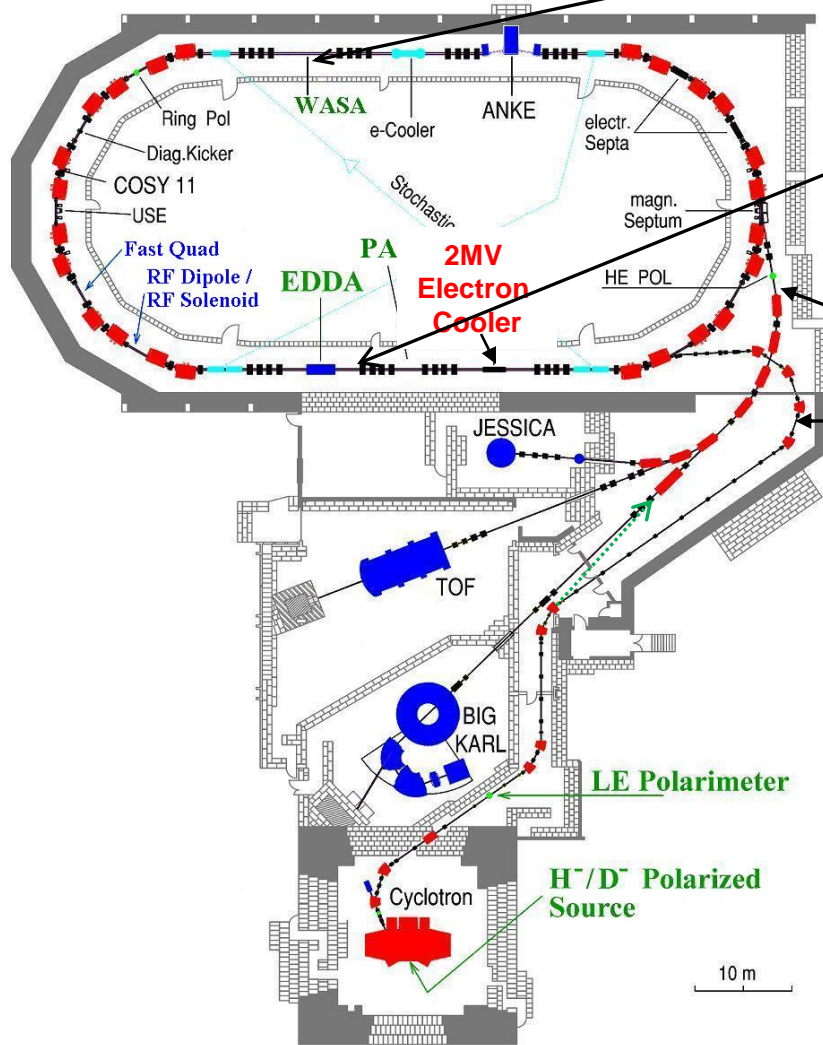 WASA
e-Cooler
ANKE
Ring Pol
electr.
Septa
Diag.Kicker
COSY 11
USE
Stochastic
magn.
Septum
Fast Quad
RF Dipole /
RF Solenoid
EDDA
PA
2MV
Electron
Cooler
HE POL
JESSICA
TOF
BIG
KARL
LE Polarimeter
Cyclotron
H⁻/D⁻ Polarized
Source
10 m